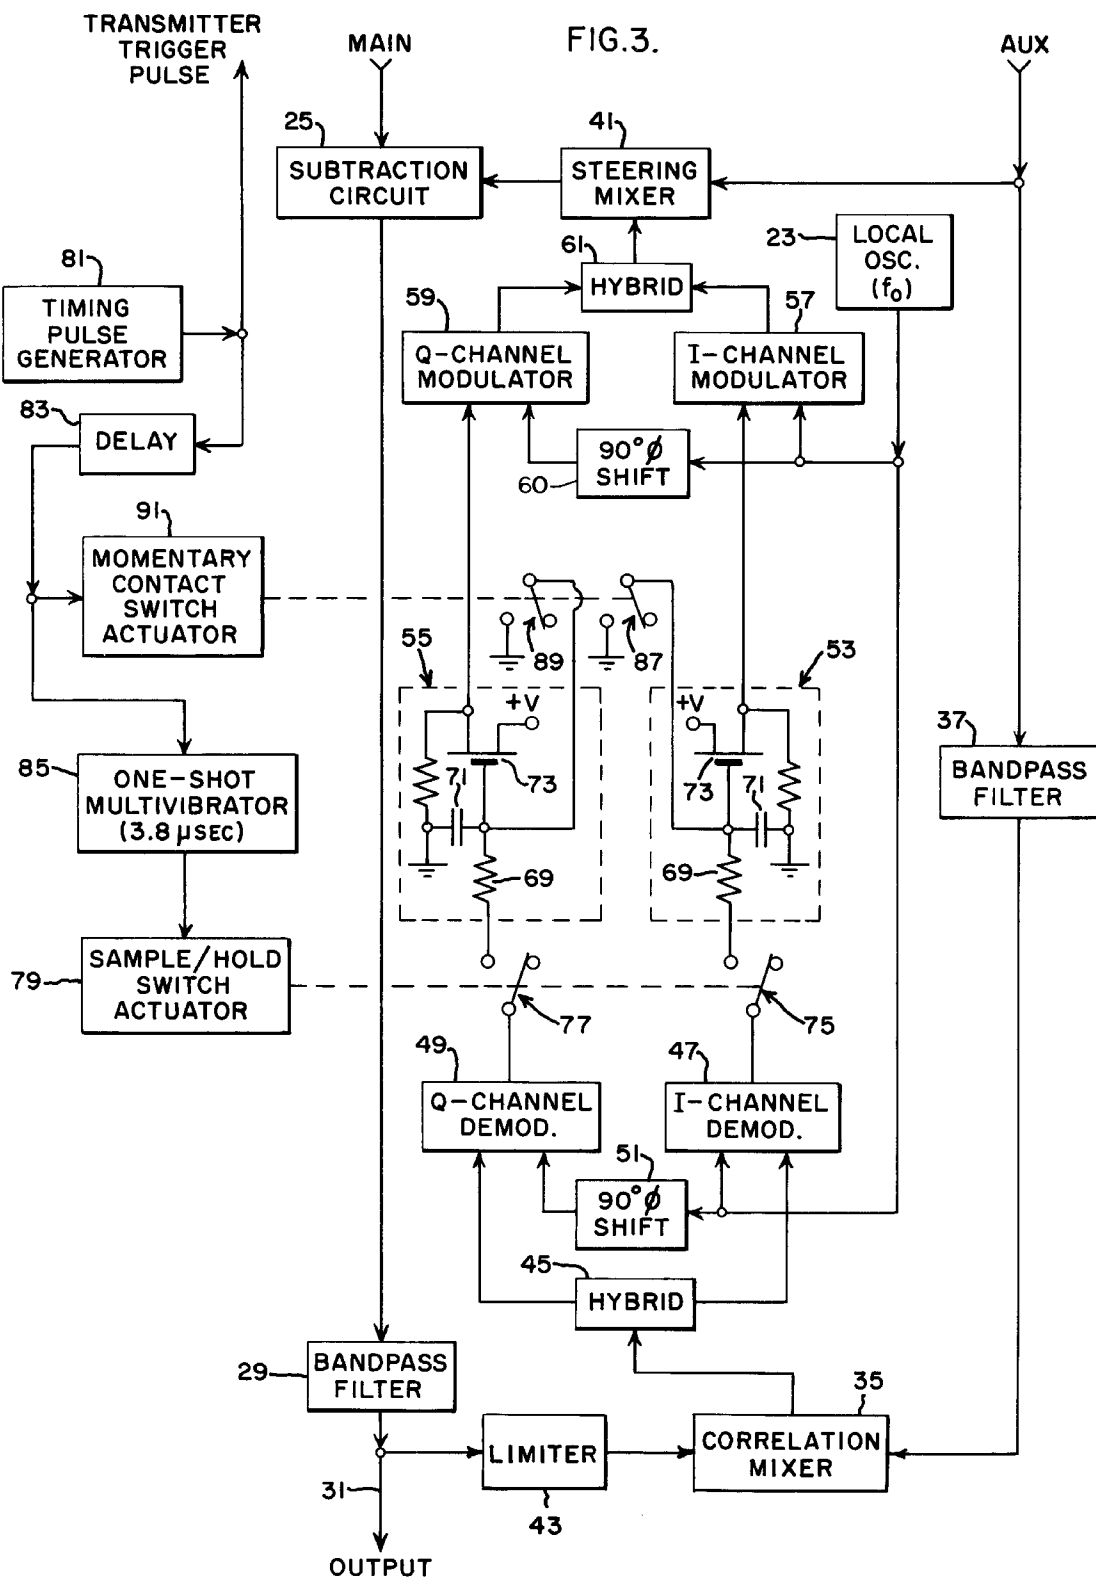 TRANSMITTER
TRIGGER
PULSE
MAIN
FIG.3.
AUX
25
SUBTRACTION
CIRCUIT
41
STEERING
MIXER
23
LOCAL
OSC.
(f₀)
61
HYBRID
81
TIMING
PULSE
GENERATOR
59
Q-CHANNEL
MODULATOR
57
I-CHANNEL
MODULATOR
83
DELAY
90°Ø
SHIFT
60
91
MOMENTARY
CONTACT
SWITCH
ACTUATOR
89
87
55
53
+V
+V
73
73
71
71
69
69
37
BANDPASS
FILTER
85
ONE-SHOT
MULTIVIBRATOR
(3.8 µSEC)
79
SAMPLE/HOLD
SWITCH
ACTUATOR
77
75
49
Q-CHANNEL
DEMOD.
47
I-CHANNEL
DEMOD.
51
90°Ø
SHIFT
45
HYBRID
29
BANDPASS
FILTER
35
CORRELATION
MIXER
LIMITER
43
31
OUTPUT